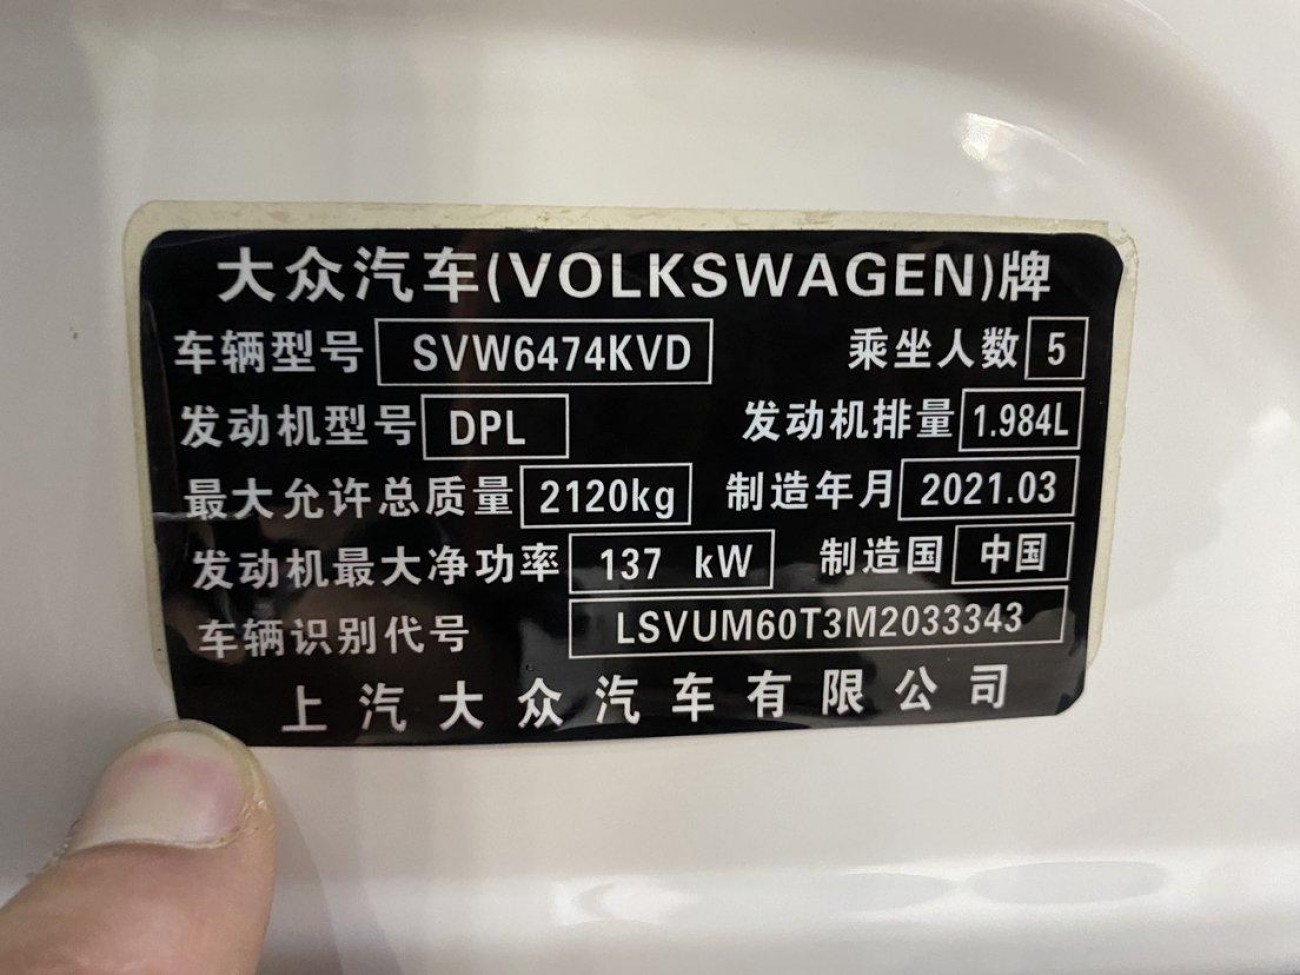 大众汽车(VOLKSWAGEN)牌
车辆型号 SVW6474KVD 乘坐人数 5
发动机型号 DPL 发动机排量 1.984L
最大允许总质量 2120kg 制造年月 2021.03
发动机最大净功率 137 kW 制造国 中国
车辆识别代号 LSVUM60T3M2033343
上汽大众汽车有限公司